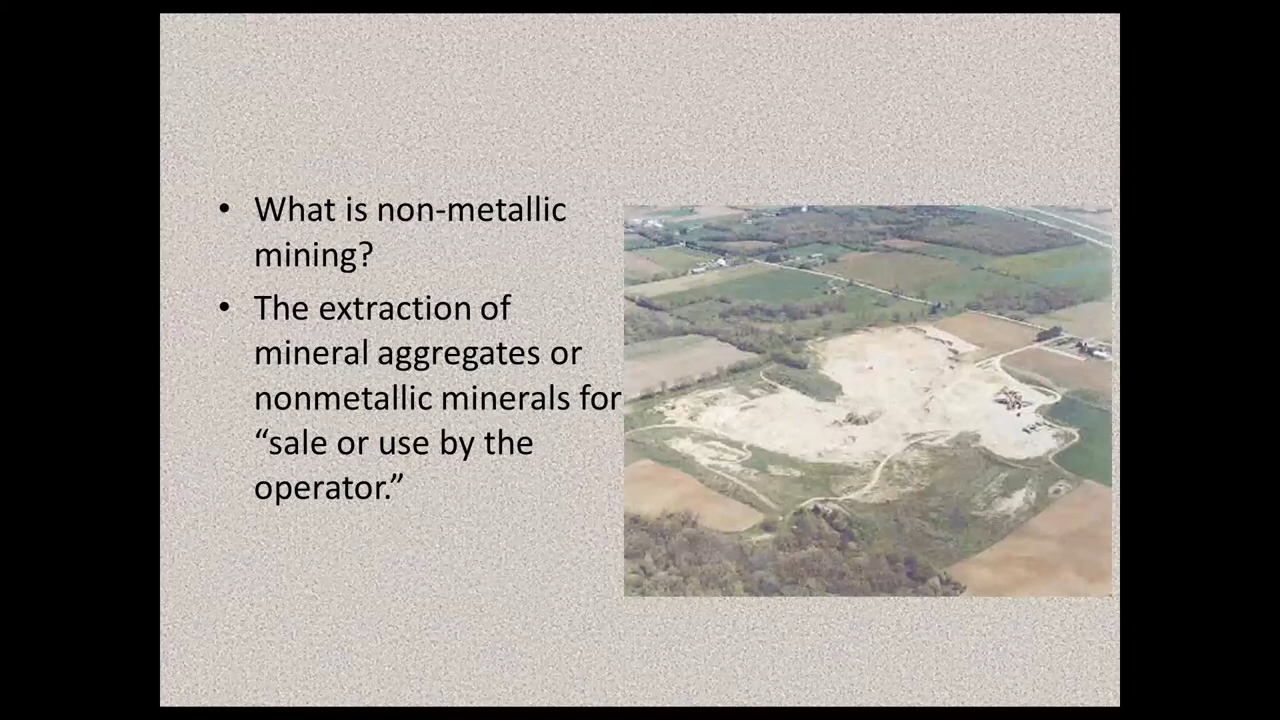 • What is non-metallic
mining?
• The extraction of
mineral aggregates or
nonmetallic minerals for
“sale or use by the
operator.”